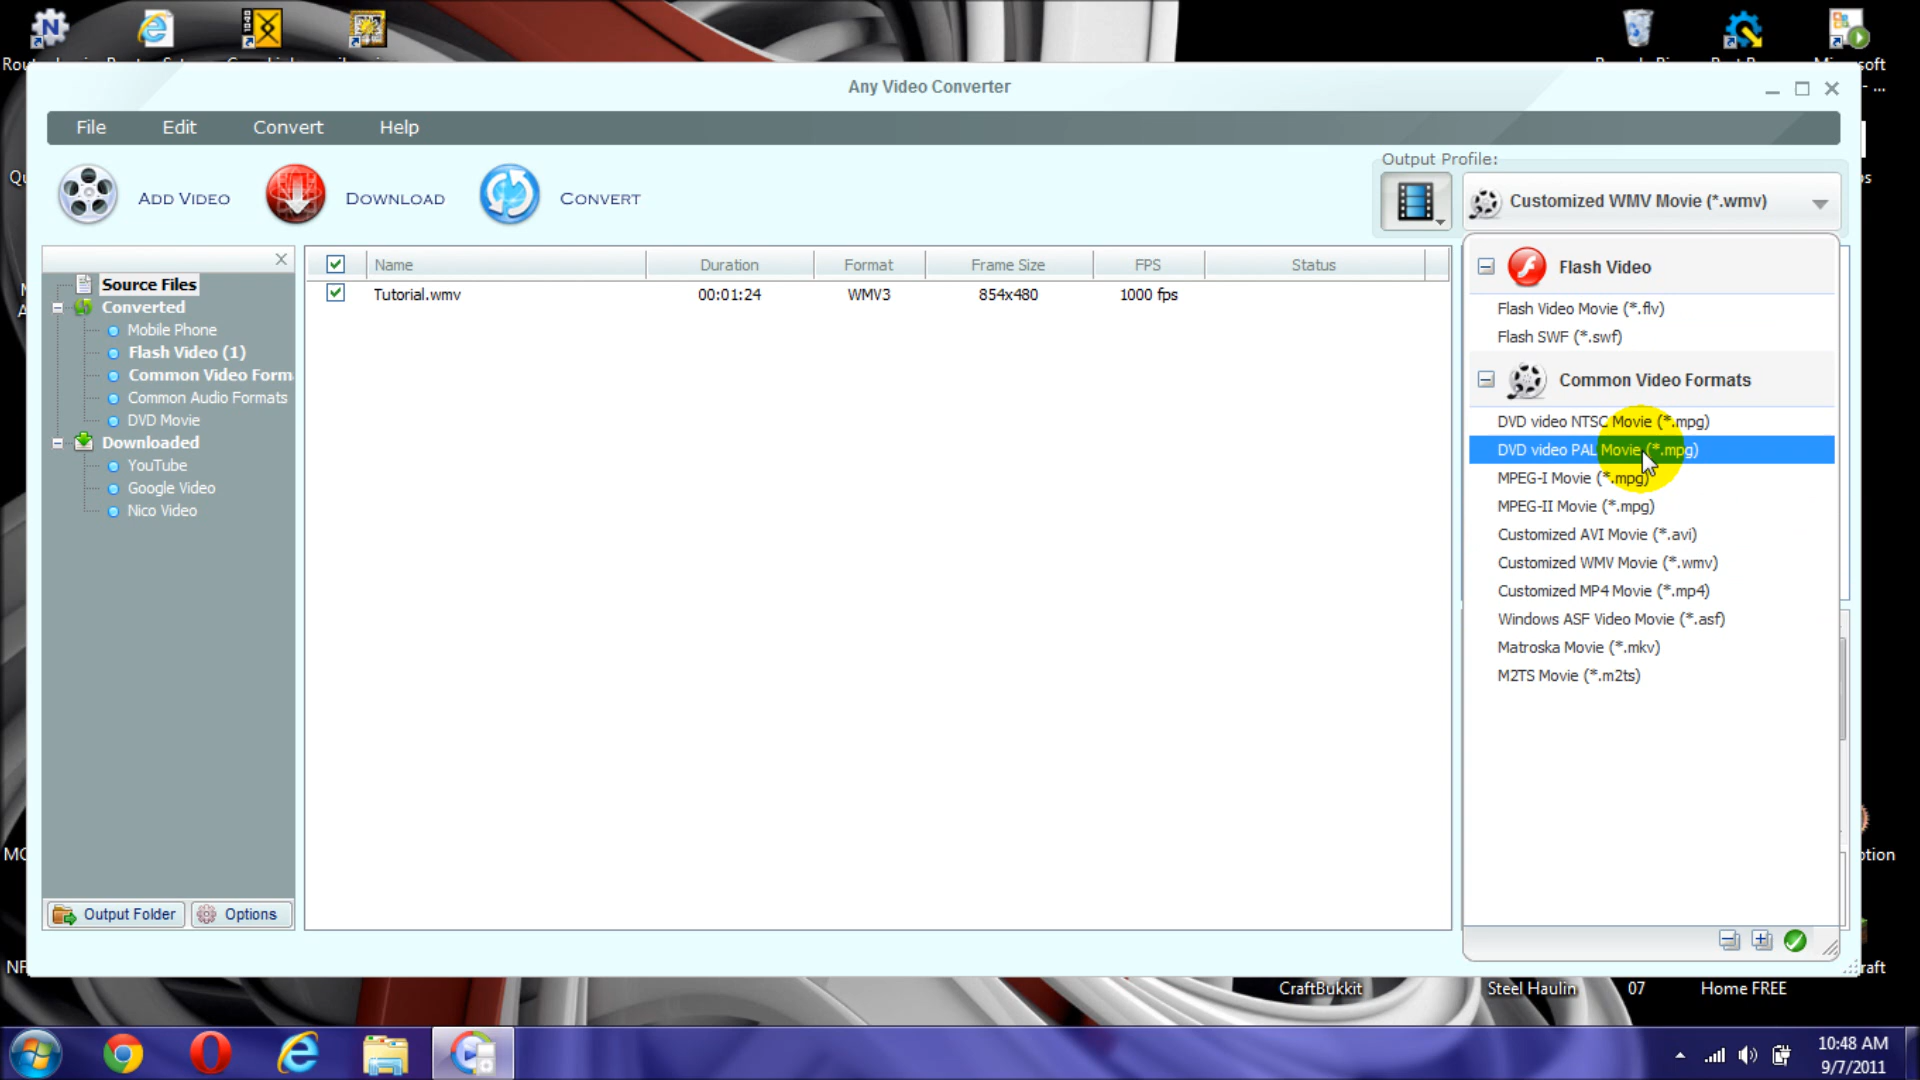 Any Video Converter
File Edit Convert Help
Output Profile:
ADD VIDEO DOWNLOAD CONVERT
Customized WMV Movie (*.wmv)
Source Files
Converted
Mobile Phone
Flash Video (1)
Common Video Form
Common Audio Formats
DVD Movie
Downloaded
YouTube
Google Video
Nico Video
Output Folder Options
Name Duration Format Frame Size FPS Status
Tutorial.wmv 00:01:24 WMV3 854x480 1000 fps
Flash Video
Flash Video Movie (*.flv)
Flash SWF (*.swf)
Common Video Formats
DVD video NTSC Movie (*.mpg)
DVD video PAL Movie (*.mpg)
MPEG-I Movie (*.mpg)
MPEG-II Movie (*.mpg)
Customized AVI Movie (*.avi)
Customized WMV Movie (*.wmv)
Customized MP4 Movie (*.mp4)
Windows ASF Video Movie (*.asf)
Matroska Movie (*.mkv)
M2TS Movie (*.m2ts)
CraftBukkit Steel Haulin 07 Home FREE
10:48 AM
9/7/2011